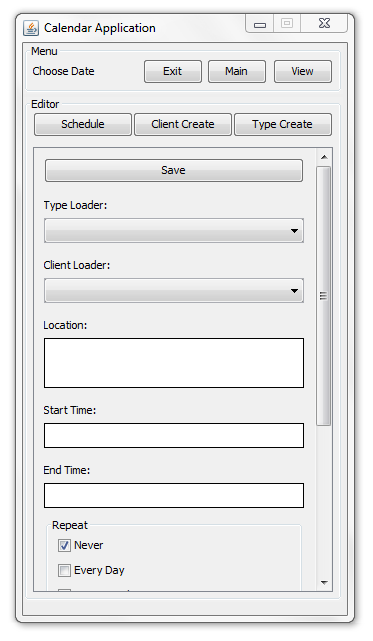 Calendar Application
Menu
Choose Date Exit Main View
Editor
Schedule Client Create Type Create
Save
Type Loader:
Client Loader:
Location:
Start Time:
End Time:
Repeat
Never
Every Day